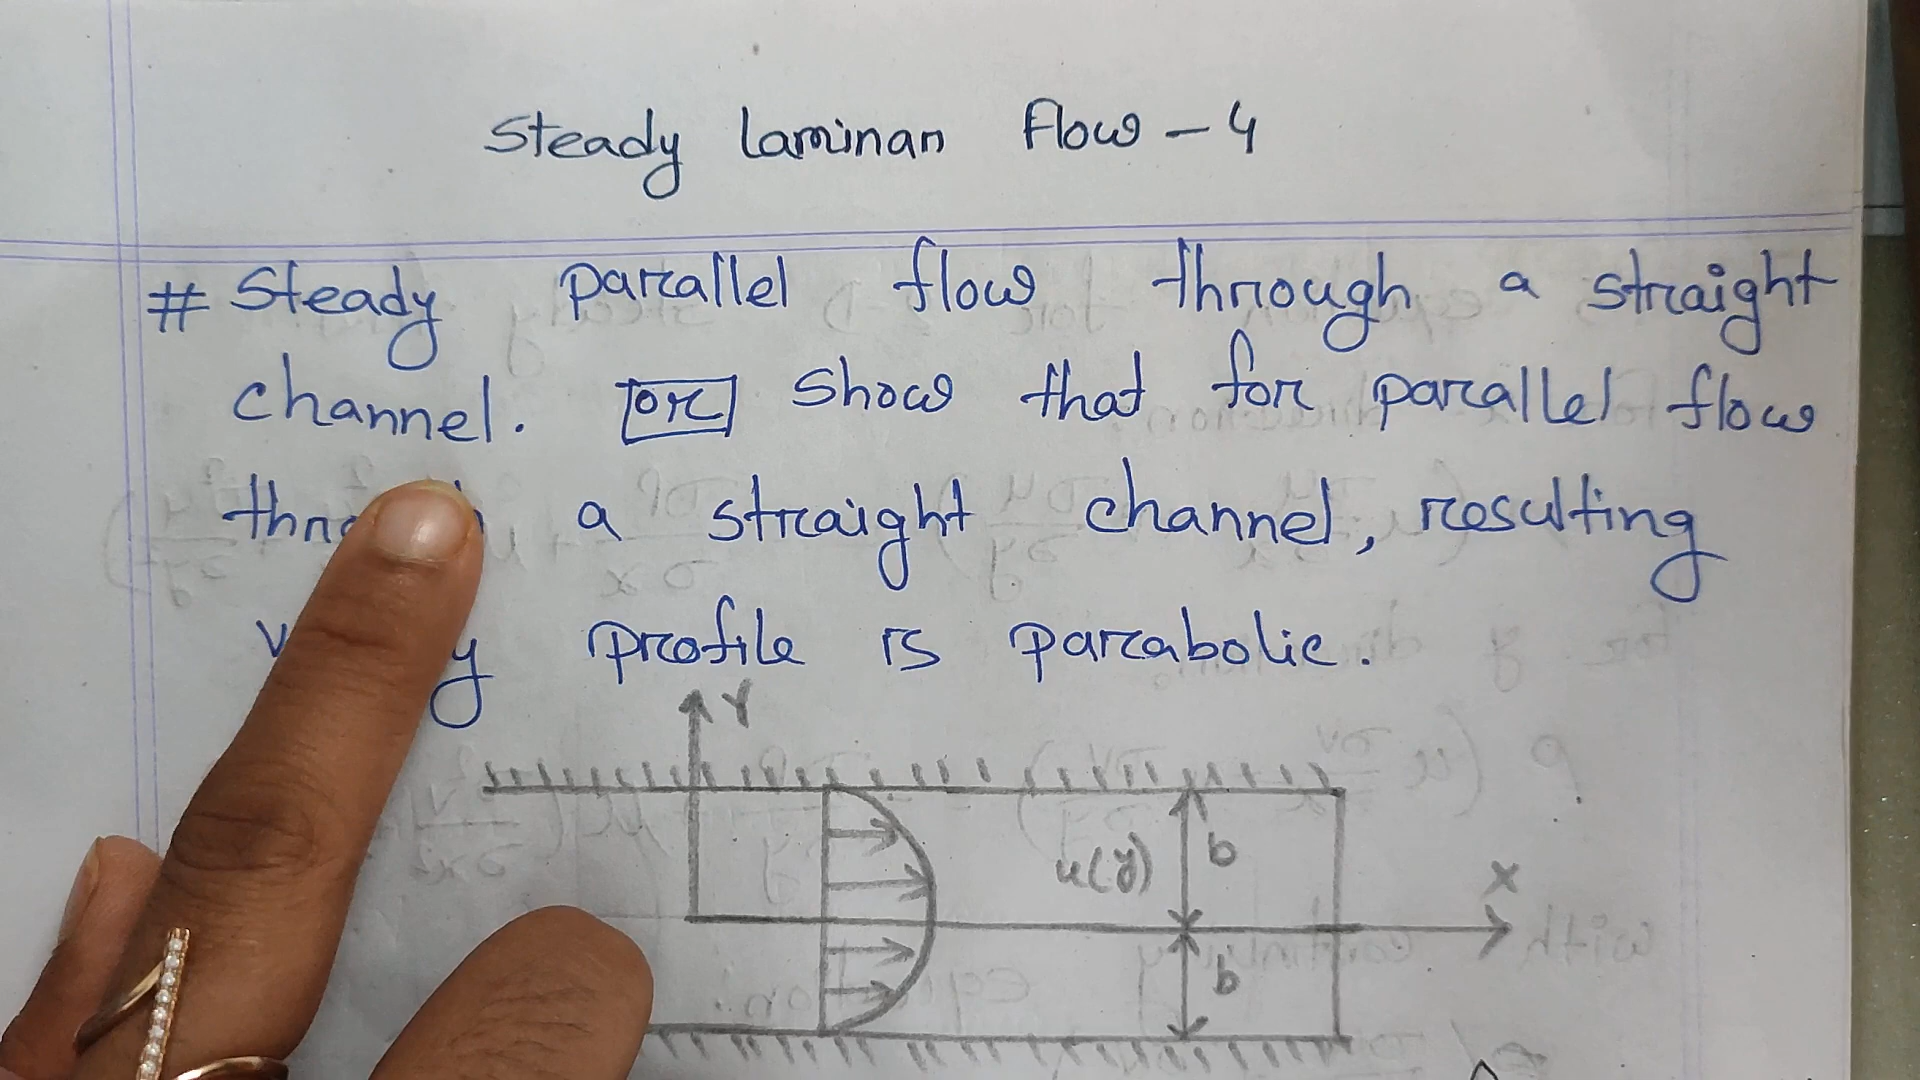 Steady Laminar Flow - 4
# Steady parallel flow through a straight
channel. or Show that for parallel flow
a straight channel, resulting
profile is parabolic.
Y
u(y)
b
X
b